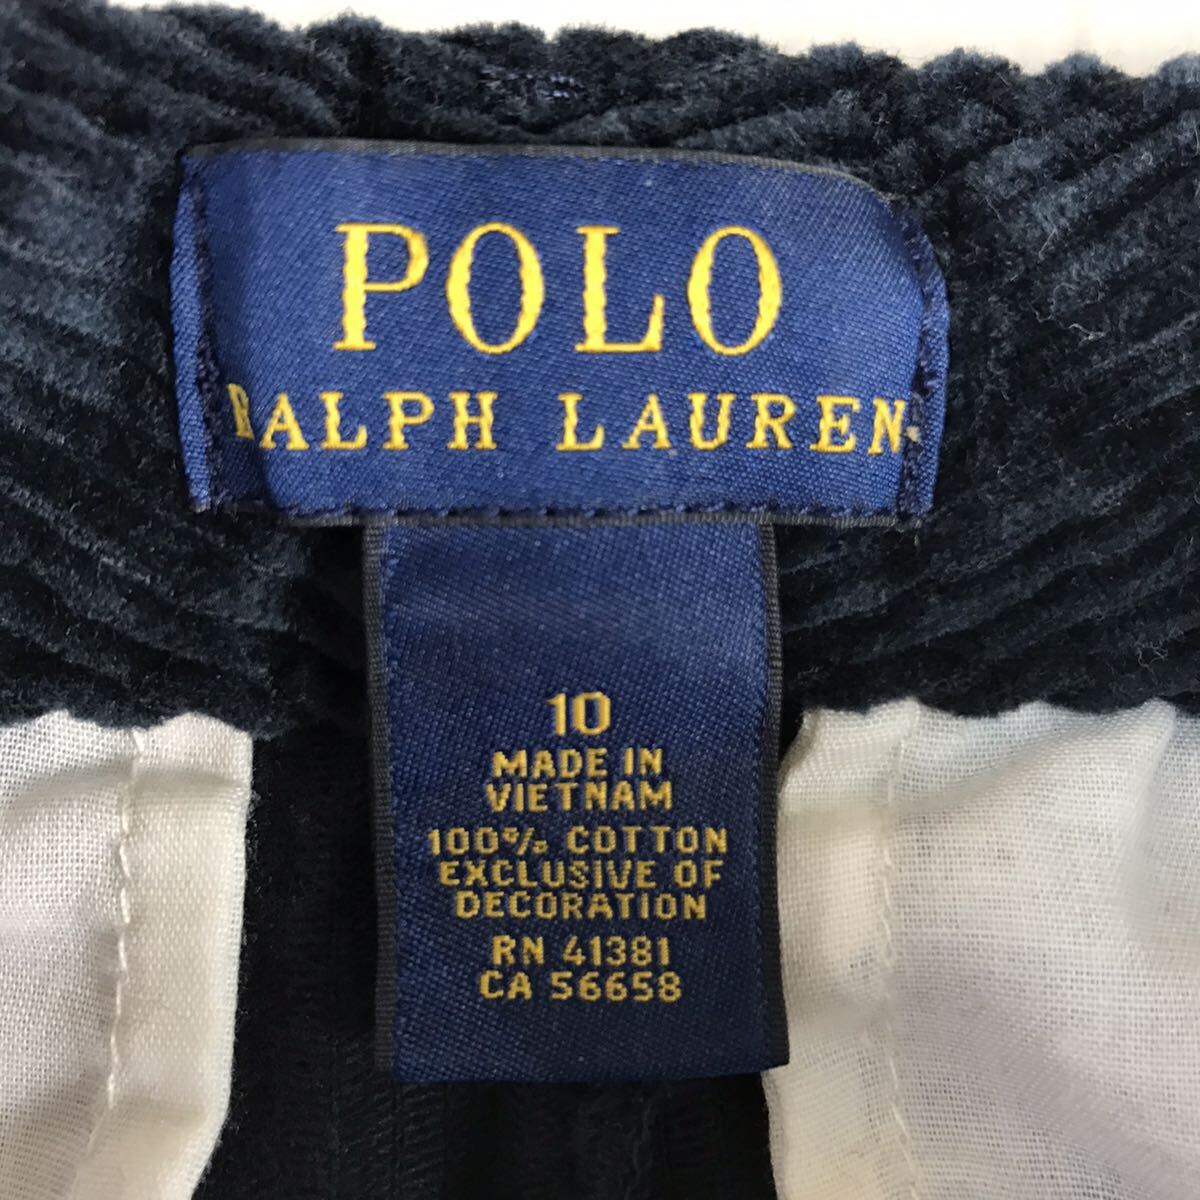 POLO
RALPH LAUREN
10
MADE IN
VIETNAM
100% COTTON
EXCLUSIVE OF
DECORATION
RN 41381
CA 56658